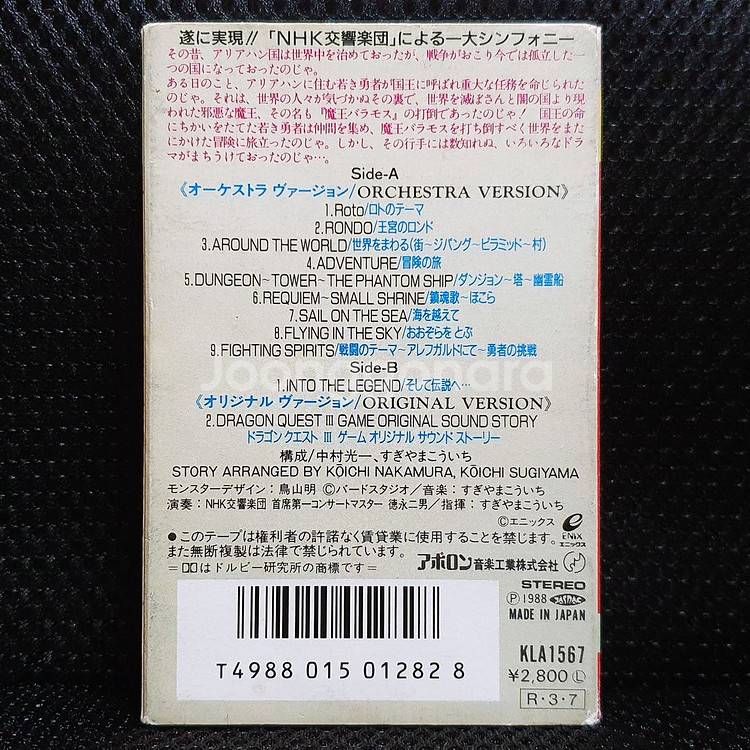 遂に実現!!「NHK交響楽団」による一大シンフォニー
その昔、アリアハン国は世界中を治めておったが、戦争がおこり今では孤立した一
つの国になっておったのじゃ。
ある日のこと、アリアハンに住む若き勇者が国王に呼ばれ重大な任務を命じられた
のじゃ。それは、世界の人々が気づかぬその裏で、世界を滅ぼさんと闇の国より現
われた邪悪な魔王、その名も『魔王バラモス』の打倒であったのじゃ! 国王の命
にちかいをたてた若き勇者は仲間を集め、魔王バラモスを打ち倒すべく世界をまた
にかけた冒険に旅立ったのじゃ。しかし、その行手には数知れぬ、いろいろなドラ
マがまちうけておったのじゃ…。
Side-A
《オーケストラ ヴァージョン/ORCHESTRA VERSION》
1.Roto/ロトのテーマ
2.RONDO/王宮のロンド
3.AROUND THE WORLD/世界をまわる(街~ジパング~ピラミッド~村)
4.ADVENTURE/冒険の旅
5.DUNGEON~TOWER~THE PHANTOM SHIP/ダンジョン~塔~幽霊船
6.REQUIEM~SMALL SHRINE/鎮魂歌~ほこら
7.SAIL ON THE SEA/海を越えて
8.FLYING IN THE SKY/おおぞらを とぶ
9.FIGHTING SPIRITS/戦闘のテーマ~アレフガルドにて~勇者の挑戦
Side-B
1.INTO THE LEGEND/そして伝説へ…
《オリジナル ヴァージョン/ORIGINAL VERSION》
2.DRAGON QUEST III GAME ORIGINAL SOUND STORY
ドラゴン クエスト III ゲーム オリジナル サウンド ストーリー
構成/中村光一、すぎやまこういち
STORY ARRANGED BY KŌICHI NAKAMURA, KŌICHI SUGIYAMA
モンスターデザイン:鳥山明 Ⓒバードスタジオ/音楽:すぎやまこういち
演奏:NHK交響楽団 首席第一コンサートマスター 徳永二男/指揮:すぎやまこういち
Ⓒエニックス
ENIX
エニックス
●このテープは権利者の許諾なく賃貸業に使用することを禁じます。
また無断複製は法律で禁じられています。
=DDはドルビー研究所の商標です=
アポロン音楽工業株式会社
STEREO
Ⓟ1988 JASRAC
MADE IN JAPAN
KLA1567
¥2,800 Ⓛ
R・3・7
T4988 015 01282 8